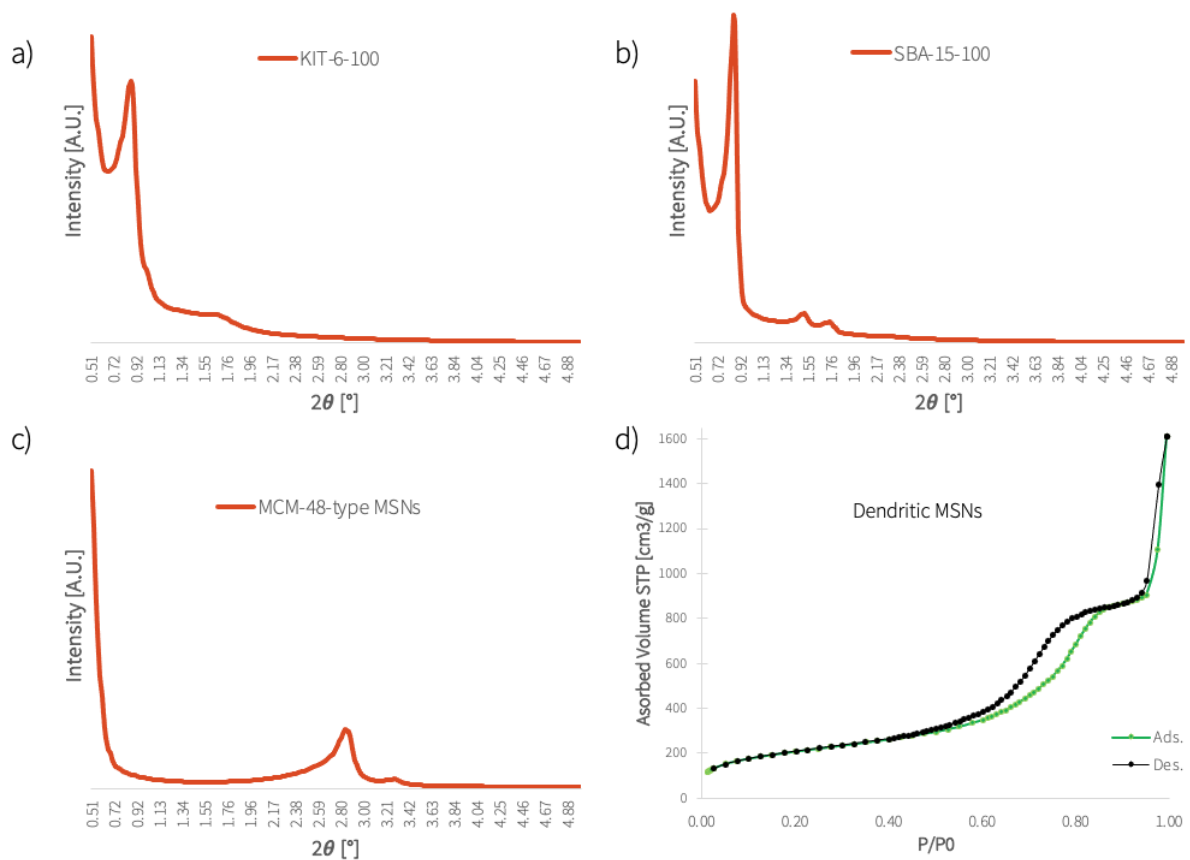 a)
KIT-6-100
Intensity [A.U.]
0.51 0.72 0.92 1.13 1.34 1.55 1.76 1.96 2.17 2.38 2.59 2.80 3.00 3.21 3.42 3.63 3.84 4.04 4.25 4.46 4.67 4.88
2θ [°]
b)
SBA-15-100
Intensity [A.U.]
0.51 0.72 0.92 1.13 1.34 1.55 1.76 1.96 2.17 2.38 2.59 2.80 3.00 3.21 3.42 3.63 3.84 4.04 4.25 4.46 4.67 4.88
2θ [°]
c)
MCM-48-type MSNs
Intensity [A.U.]
0.51 0.72 0.92 1.13 1.34 1.55 1.76 1.96 2.17 2.38 2.59 2.80 3.00 3.21 3.42 3.63 3.84 4.04 4.25 4.46 4.67 4.88
2θ [°]
d)
Dendritic MSNs
Asorbed Volume STP [cm3/g]
1600
1400
1200
1000
800
600
400
200
0
Ads.
Des.
0.00 0.20 0.40 0.60 0.80 1.00
P/P0